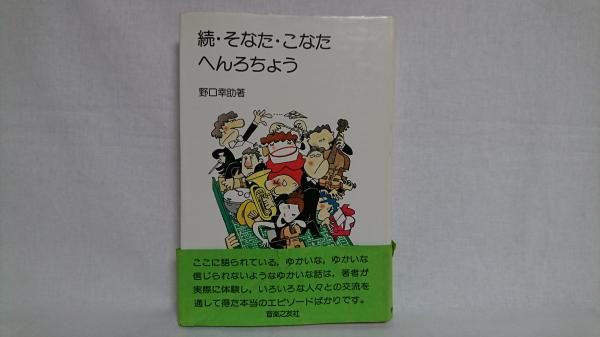 続・そなた・こなた
へんろちょう
野口幸助著
ここに語られている，ゆかいな，ゆかいな
信じられないようなゆかいな話は，著者が
実際に体験し，いろいろな人々との交流を
通して得た本当のエピソードばかりです。
音楽之友社